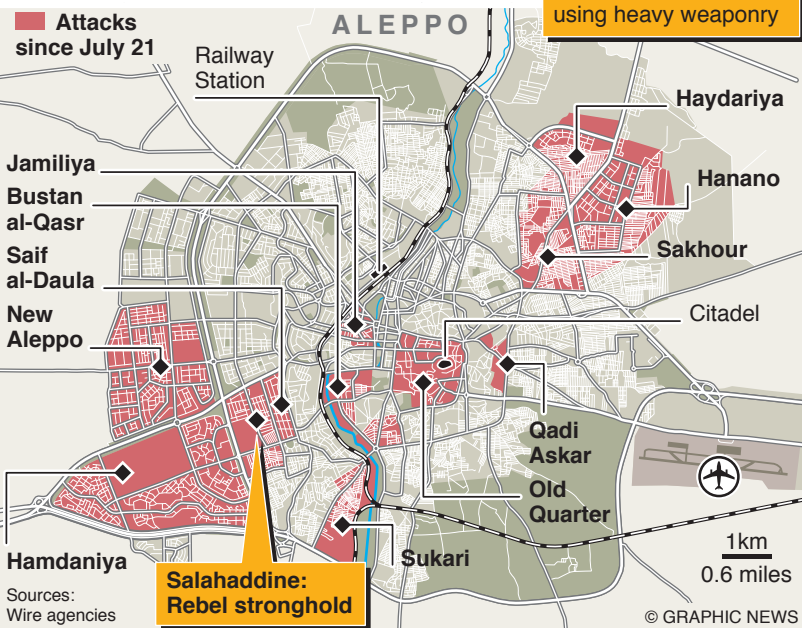 using heavy weaponry
ALEPPO
Attacks
since July 21
Railway
Station
Haydariya
Jamiliya
Hanano
Bustan
al-Qasr
Sakhour
Saif
al-Daula
Citadel
New
Aleppo
Qadi
Askar
Old
Quarter
Hamdaniya
Sukari
1km
0.6 miles
Salahaddine:
Rebel stronghold
Sources:
Wire agencies
© GRAPHIC NEWS